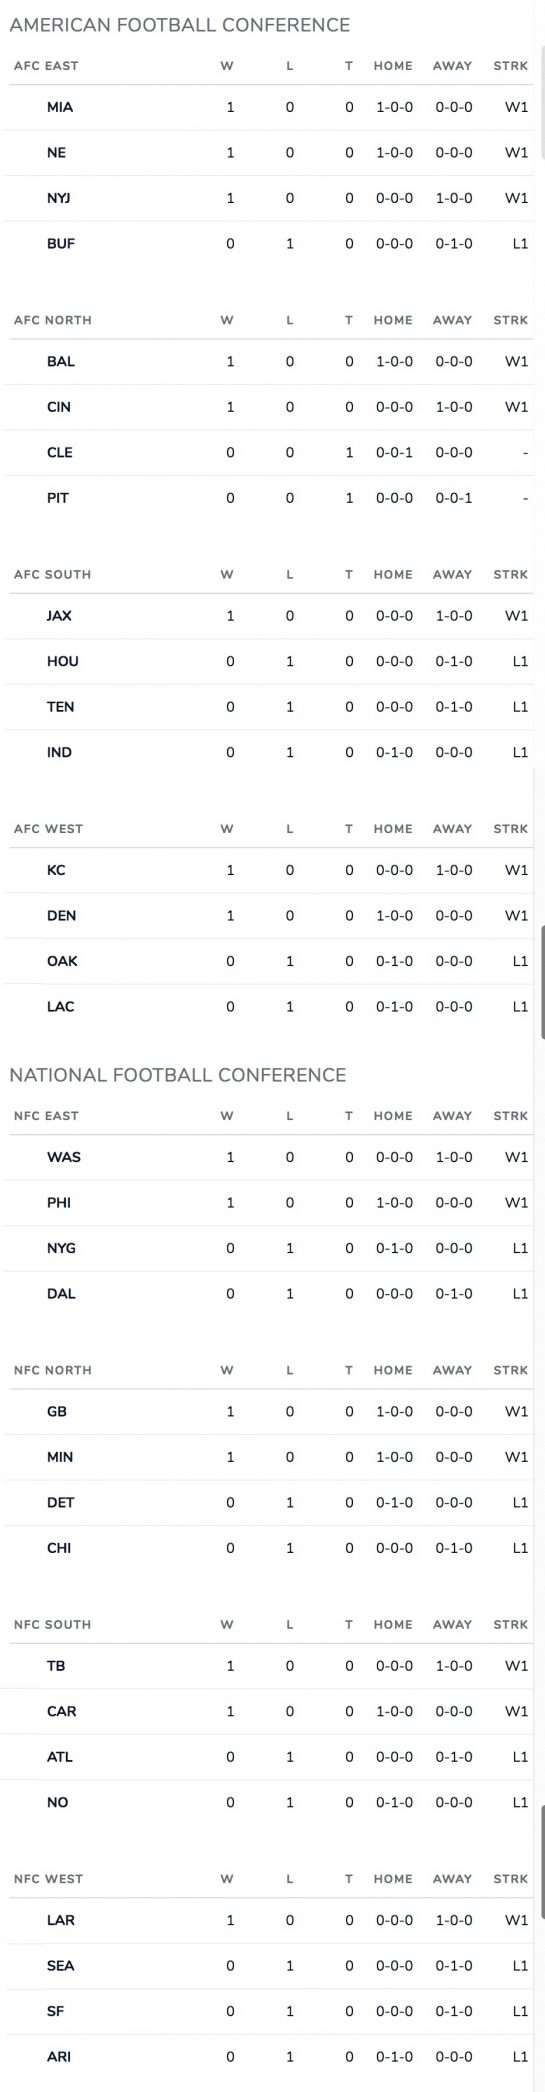 AMERICAN FOOTBALL CONFERENCE
AFC EAST W L T HOME AWAY STRK
MIA 1 0 0 1-0-0 0-0-0 W1
NE 1 0 0 1-0-0 0-0-0 W1
NYJ 1 0 0 0-0-0 1-0-0 W1
BUF 0 1 0 0-0-0 0-1-0 L1
AFC NORTH W L T HOME AWAY STRK
BAL 1 0 0 1-0-0 0-0-0 W1
CIN 1 0 0 0-0-0 1-0-0 W1
CLE 0 0 1 0-0-1 0-0-0 -
PIT 0 0 1 0-0-0 0-0-1 -
AFC SOUTH W L T HOME AWAY STRK
JAX 1 0 0 0-0-0 1-0-0 W1
HOU 0 1 0 0-0-0 0-1-0 L1
TEN 0 1 0 0-0-0 0-1-0 L1
IND 0 1 0 0-1-0 0-0-0 L1
AFC WEST W L T HOME AWAY STRK
KC 1 0 0 0-0-0 1-0-0 W1
DEN 1 0 0 1-0-0 0-0-0 W1
OAK 0 1 0 0-1-0 0-0-0 L1
LAC 0 1 0 0-1-0 0-0-0 L1
NATIONAL FOOTBALL CONFERENCE
NFC EAST W L T HOME AWAY STRK
WAS 1 0 0 0-0-0 1-0-0 W1
PHI 1 0 0 1-0-0 0-0-0 W1
NYG 0 1 0 0-1-0 0-0-0 L1
DAL 0 1 0 0-0-0 0-1-0 L1
NFC NORTH W L T HOME AWAY STRK
GB 1 0 0 1-0-0 0-0-0 W1
MIN 1 0 0 1-0-0 0-0-0 W1
DET 0 1 0 0-1-0 0-0-0 L1
CHI 0 1 0 0-0-0 0-1-0 L1
NFC SOUTH W L T HOME AWAY STRK
TB 1 0 0 0-0-0 1-0-0 W1
CAR 1 0 0 1-0-0 0-0-0 W1
ATL 0 1 0 0-0-0 0-1-0 L1
NO 0 1 0 0-1-0 0-0-0 L1
NFC WEST W L T HOME AWAY STRK
LAR 1 0 0 0-0-0 1-0-0 W1
SEA 0 1 0 0-0-0 0-1-0 L1
SF 0 1 0 0-0-0 0-1-0 L1
ARI 0 1 0 0-1-0 0-0-0 L1